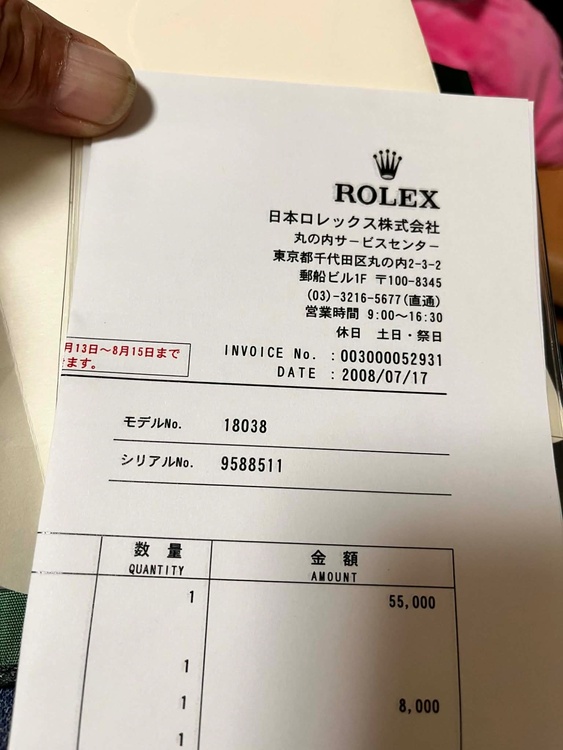 ROLEX
日本ロレックス株式会社
丸の内サービスセンター
東京都千代田区丸の内2-3-2
郵船ビル1F 〒100-8345
(03)-3216-5677(直通)
営業時間 9:00～16:30
休日 土日・祭日
月13日～8月15日まで
ます。
INVOICE No. : 003000052931
DATE : 2008/07/17
モデルNo. 18038
シリアルNo. 9588511
数量 金額
QUANTITY AMOUNT
1 55,000
1
1 8,000
1